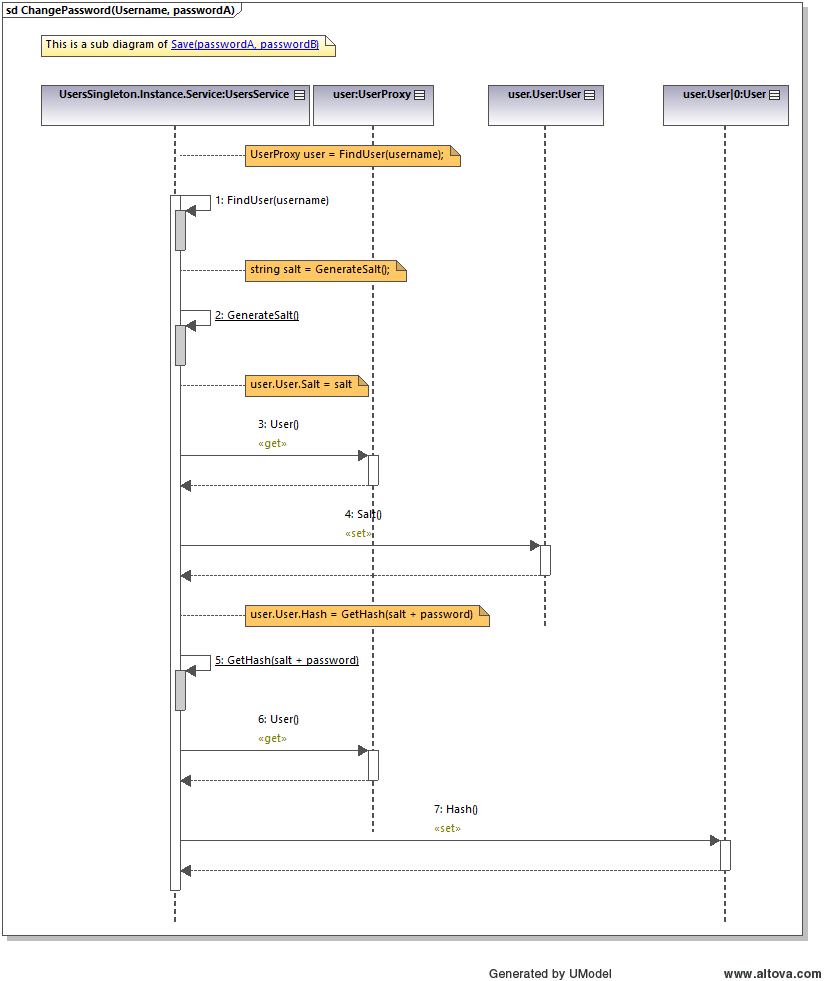 sd ChangePassword(Username, passwordA)
This is a sub diagram of Save(passwordA, passwordB)
UsersSingleton.Instance.Service:UsersService
user:UserProxy
user.User:User
user.User|0:User
UserProxy user = FindUser(username);
1: FindUser(username)
string salt = GenerateSalt();
2: GenerateSalt()
user.User.Salt = salt
3: User()
«get»
4: Salt()
«set»
user.User.Hash = GetHash(salt + password)
5: GetHash(salt + password)
6: User()
«get»
7: Hash()
«set»
Generated by UModel
www.altova.com